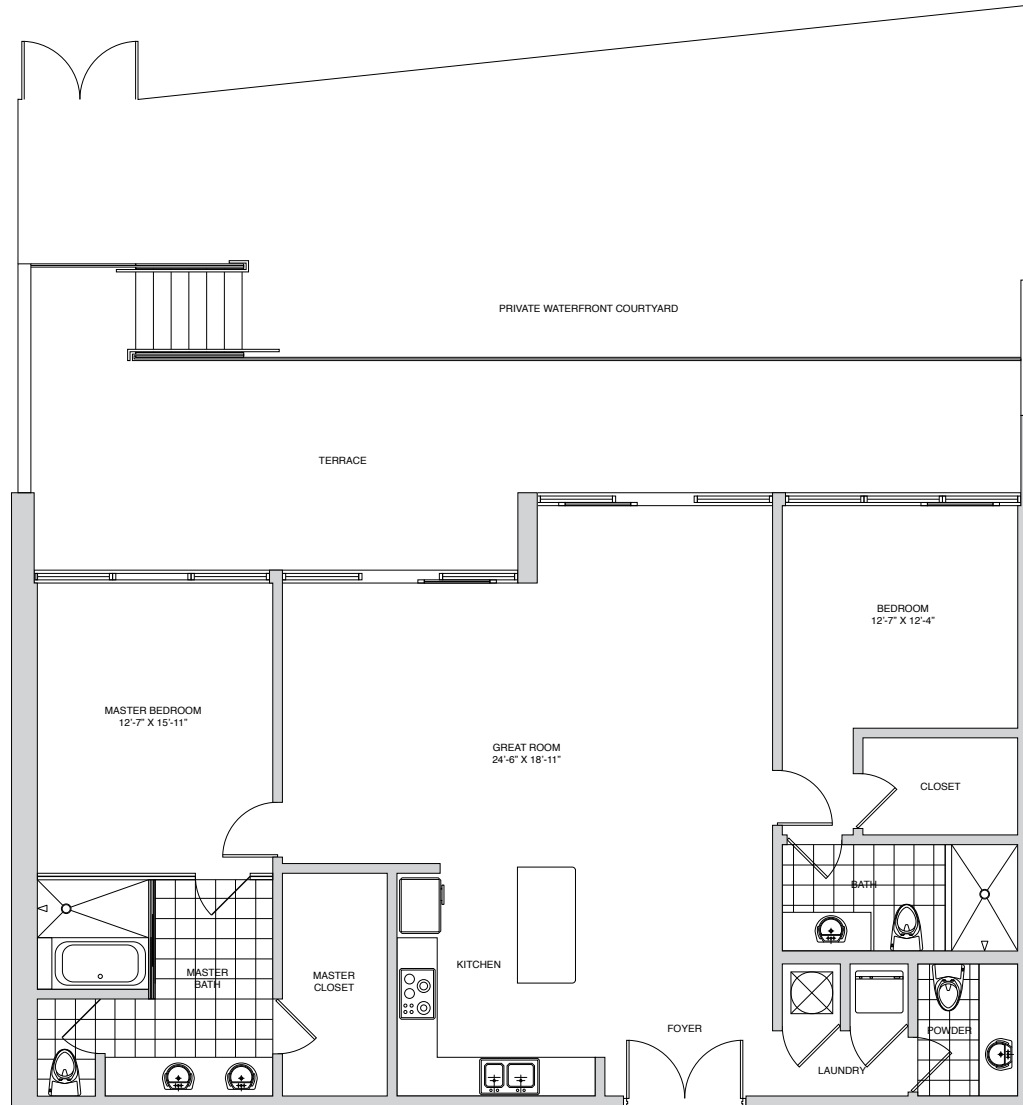 PRIVATE WATERFRONT COURTYARD
TERRACE
BEDROOM
12'-7" X 12'-4"
MASTER BEDROOM
12'-7" X 15'-11"
GREAT ROOM
24'-6" X 18'-11"
CLOSET
BATH
KITCHEN
MASTER
BATH
MASTER
CLOSET
FOYER
POWDER
LAUNDRY